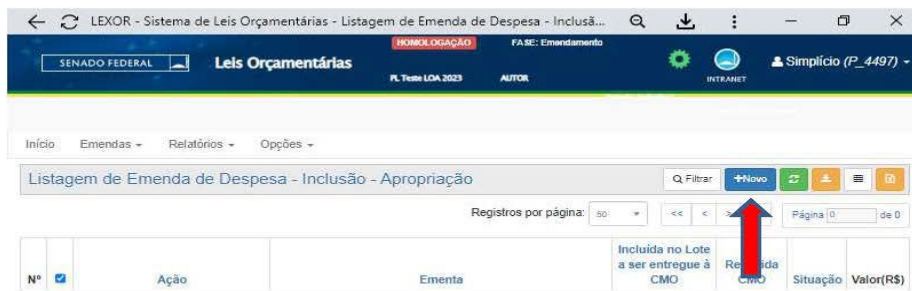 LEXOR - Sistema de Leis Orçamentárias - Listagem de Emenda de Despesa - Inclusã...
HOMOLOGAÇÃO FASE: Emendamento
SENADO FEDERAL Leis Orçamentárias Simplício (P_4497)
PL Teste LOA 2023 AUTOR INTRANET
Início Emendas Relatórios Opções
Listagem de Emenda de Despesa - Inclusão - Apropriação Filtrar +Novo
Registros por página: 50 << < Página 0 de 0
Incluída no Lote
a ser entregue à
Nº Ação Ementa CMO CMO Situação Valor(R$)